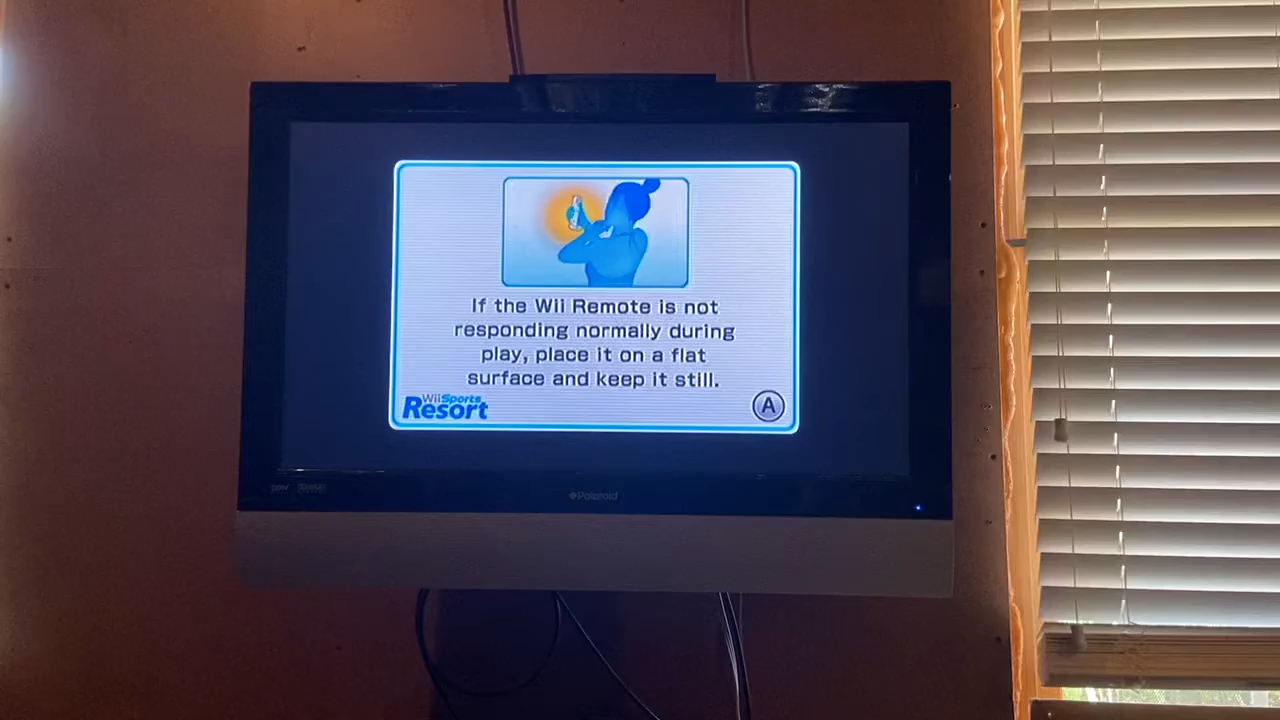 If the Wii Remote is not
responding normally during
play, place it on a flat
surface and keep it still.
Wii Sports
Resort
A
Polaroid